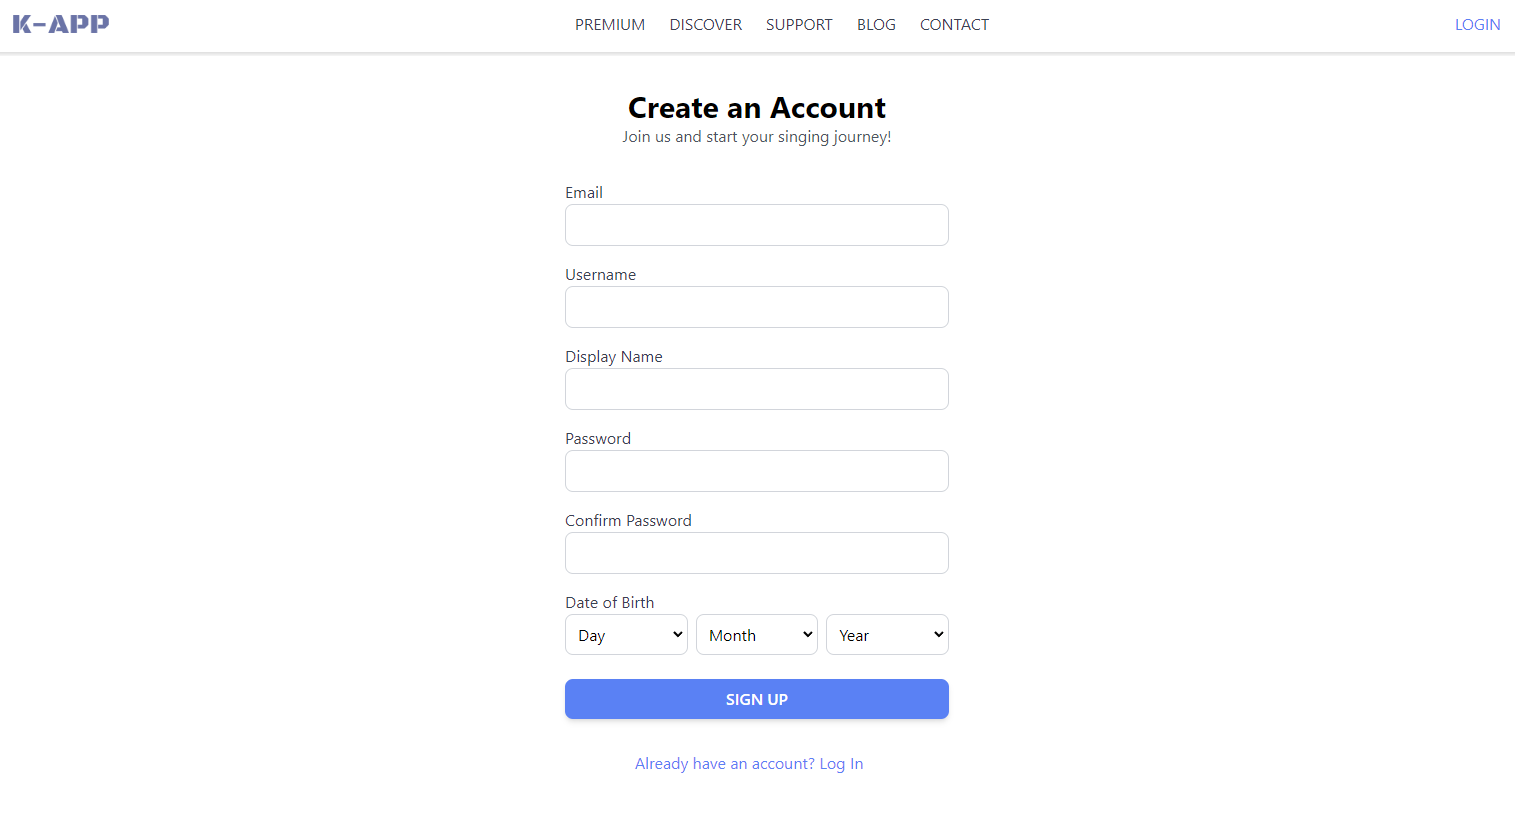 K-APP PREMIUM DISCOVER SUPPORT BLOG CONTACT LOGIN
Create an Account
Join us and start your singing journey!
Email
Username
Display Name
Password
Confirm Password
Date of Birth
Day Month Year
SIGN UP
Already have an account? Log In